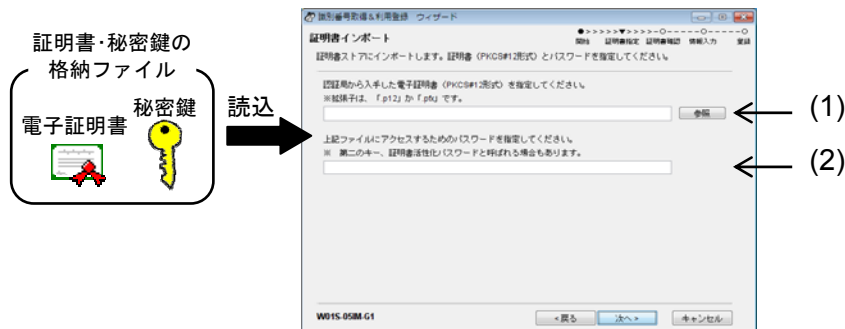 証明書･秘密鍵の
格納ファイル
電子証明書
秘密鍵
読込
識別番号取得&利用登録 ウィザード
証明書インポート
●>>>>>▼>>>>-○-----○-----○
開始 証明書指定 証明書確認 情報入力 登録
証明書ストアにインポートします。証明書（PKCS#12形式）とパスワードを指定してください。
認証局から入手した電子証明書（PKCS#12形式）を指定してください。
※拡張子は、「p12」か「pfx」です。
参照
(1)
上記ファイルにアクセスするためのパスワードを指定してください。
※ 第二のキー、証明書活性化パスワードと呼ばれる場合もあります。
(2)
W01S-05IM-G1
<戻る
次へ>
キャンセル